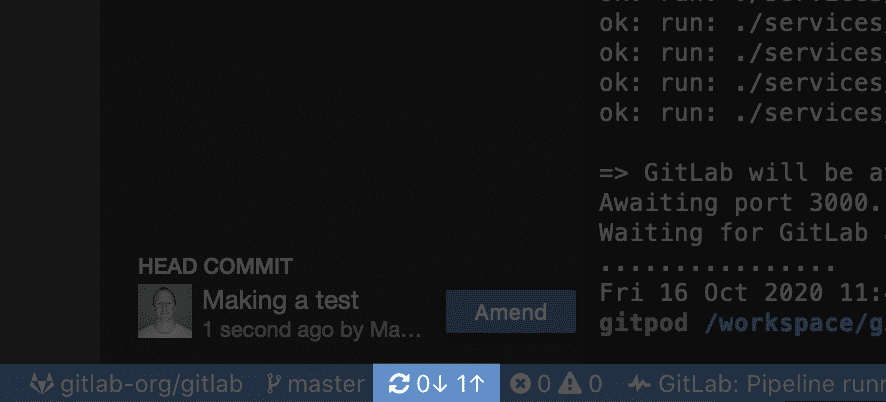 ok: run: ./services/
ok: run: ./services/
ok: run: ./services/
ok: run: ./services/
=> GitLab will be a
Awaiting port 3000.
Waiting for GitLab
................
Fri 16 Oct 2020 11:
gitpod /workspace/g
HEAD COMMIT
Making a test
1 second ago by Ma...
Amend
gitlab-org/gitlab master 0↓ 1↑ 0 0 GitLab: Pipeline runn